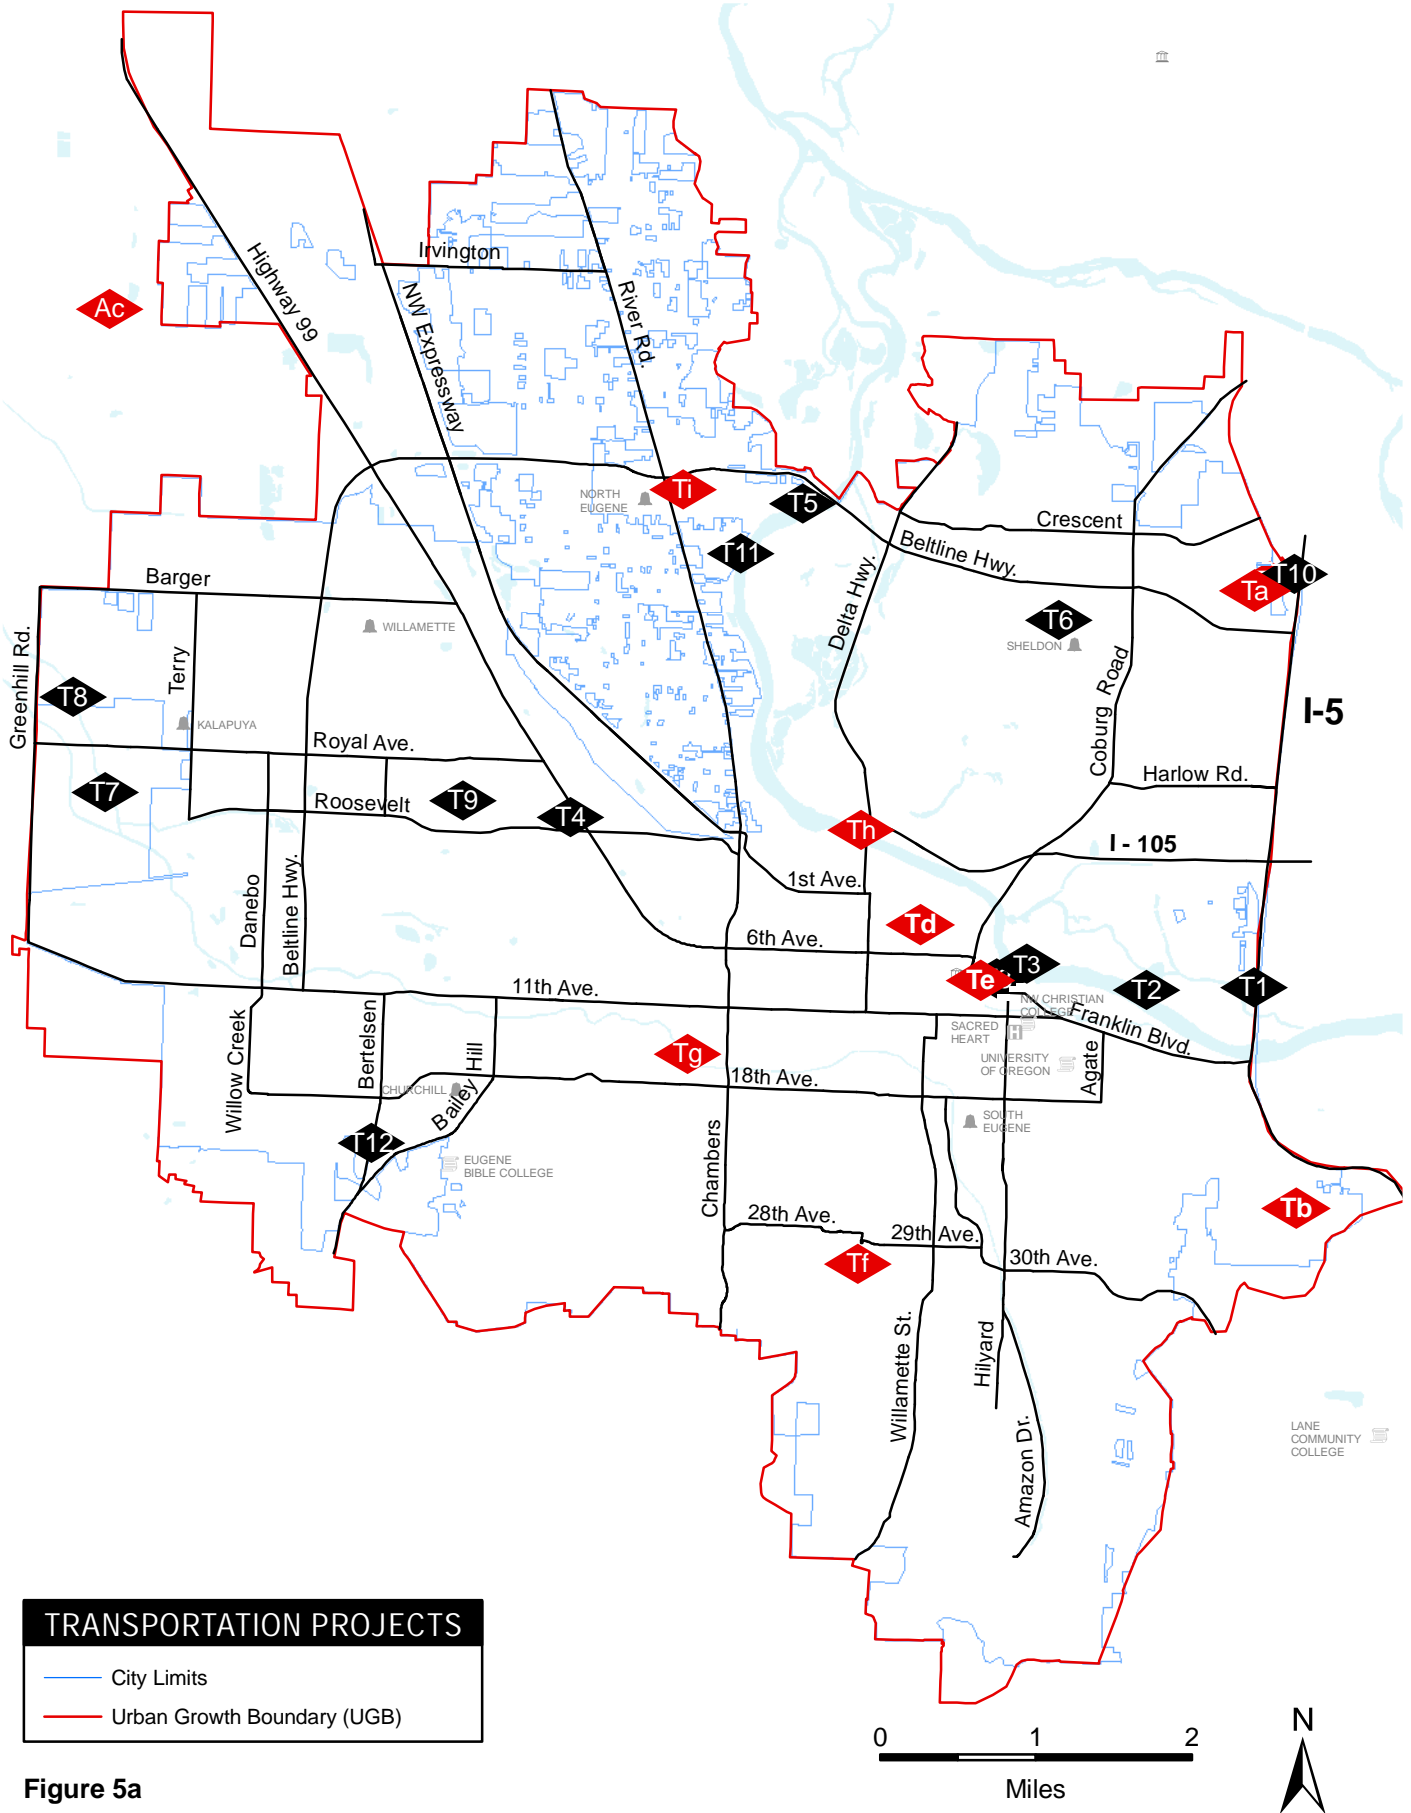 Irvington
Highway 99
NW Expressway
River Rd.
Ac
NORTH
EUGENE
Ti
T5
T11
Crescent
Beltline Hwy.
Delta Hwy.
T10
Ta
Barger
WILLAMETTE
T6
SHELDON
Greenhill Rd.
Terry
T8
KALAPUYA
Coburg Road
I-5
Royal Ave.
Harlow Rd.
T7
Roosevelt
T9
T4
Th
I - 105
1st Ave.
Danebo
Beltline Hwy.
Td
6th Ave.
T3
Te
T2
T1
11th Ave.
NW CHRISTIAN
COLLEGE
Franklin Blvd.
SACRED
HEART
H
UNIVERSITY
OF OREGON
Agate
Willow Creek
Bertelsen
Bailey Hill
CHURCHILL
Tg
18th Ave.
SOUTH
EUGENE
T12
EUGENE
BIBLE COLLEGE
Chambers
28th Ave.
29th Ave.
30th Ave.
Tb
Tf
Willamette St.
Hilyard
Amazon Dr.
LANE
COMMUNITY
COLLEGE
TRANSPORTATION PROJECTS
City Limits
Urban Growth Boundary (UGB)
0 1 2
Miles
N
Figure 5a